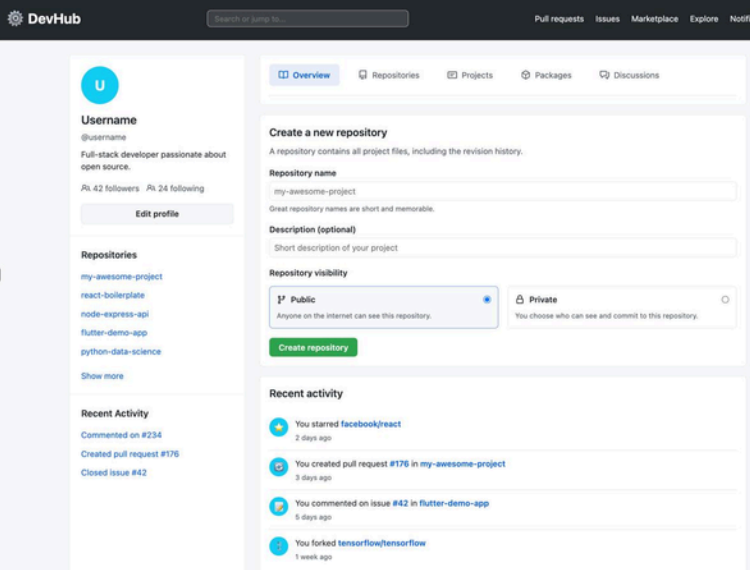 DevHub
Search or jump to...
Pull requests Issues Marketplace Explore Notifi
U
Username
@username
Full-stack developer passionate about
open source.
42 followers 24 following
Edit profile
Repositories
my-awesome-project
react-boilerplate
node-express-api
flutter-demo-app
python-data-science
Show more
Recent Activity
Commented on #234
Created pull request #176
Closed issue #42
Overview Repositories Projects Packages Discussions
Create a new repository
A repository contains all project files, including the revision history.
Repository name
my-awesome-project
Great repository names are short and memorable.
Description (optional)
Short description of your project
Repository visibility
Public
Anyone on the internet can see this repository.
Private
You choose who can see and commit to this repository.
Create repository
Recent activity
You starred facebook/react
2 days ago
You created pull request #176 in my-awesome-project
3 days ago
You commented on issue #42 in flutter-demo-app
5 days ago
You forked tensorflow/tensorflow
1 week ago